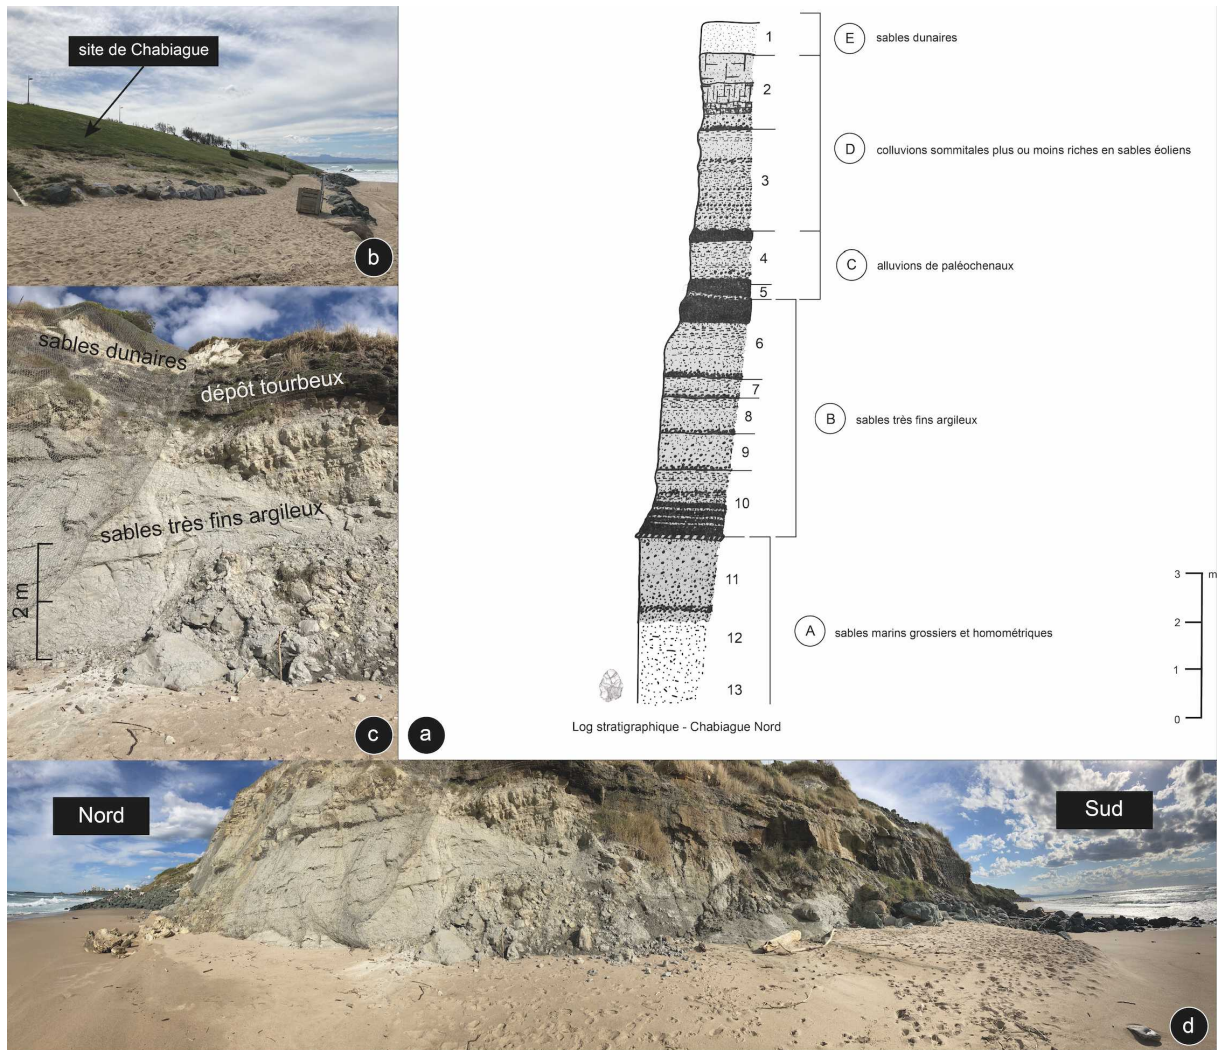 site de Chabiague
b
sables dunaires
dépôt tourbeux
sables très fins argileux
2 m
c
1
E
sables dunaires
2
D
colluvions sommitales plus ou moins riches en sables éoliens
3
4
C
alluvions de paléochenaux
5
6
7
8
B
sables très fins argileux
9
10
11
A
sables marins grossiers et homométriques
12
13
3 m
2
1
0
Log stratigraphique - Chabiague Nord
a
Nord
Sud
d